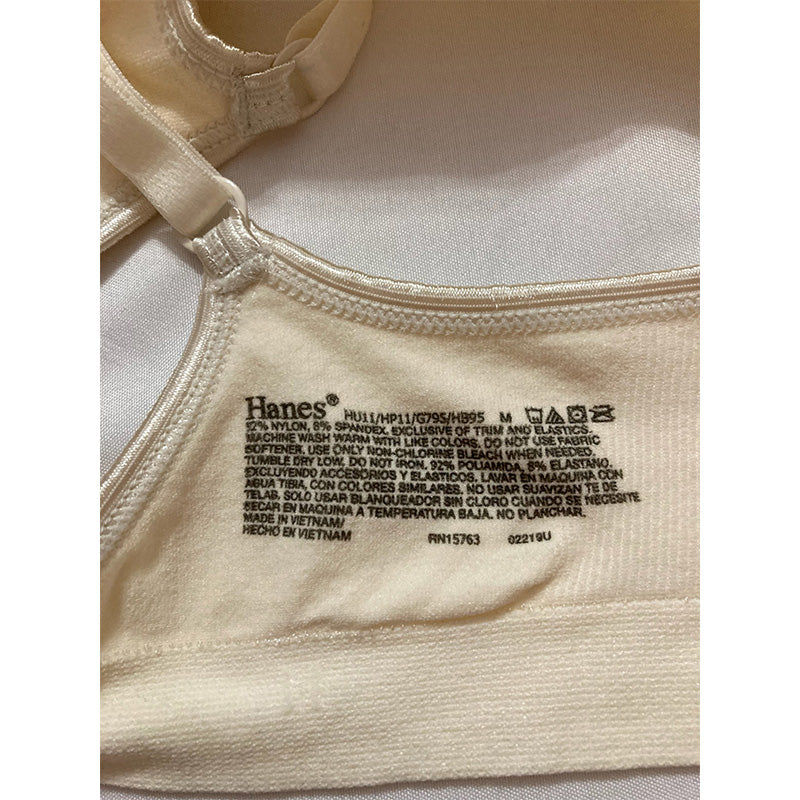 Hanes® HU11/HP11/G795/HB95 M
92% NYLON, 8% SPANDEX. EXCLUSIVE OF TRIM AND ELASTICS.
MACHINE WASH WARM WITH LIKE COLORS. DO NOT USE FABRIC
SOFTENER. USE ONLY NON-CHLORINE BLEACH WHEN NEEDED.
TUMBLE DRY LOW. DO NOT IRON. 92% POLIAMIDA, 8% ELASTANO.
EXCLUYENDO ACCESORIOS Y ELASTICOS. LAVAR EN MAQUINA CON
AGUA TIBIA, CON COLORES SIMILARES. NO USAR SUAVIZAN TE DE
TELAS. SOLO USAR BLANQUEADOR SIN CLORO CUANDO SE NECESITE
SECAR EN MAQUINA A TEMPERATURA BAJA. NO PLANCHAR.
MADE IN VIETNAM/
HECHO EN VIETNAM RN15763 02219U